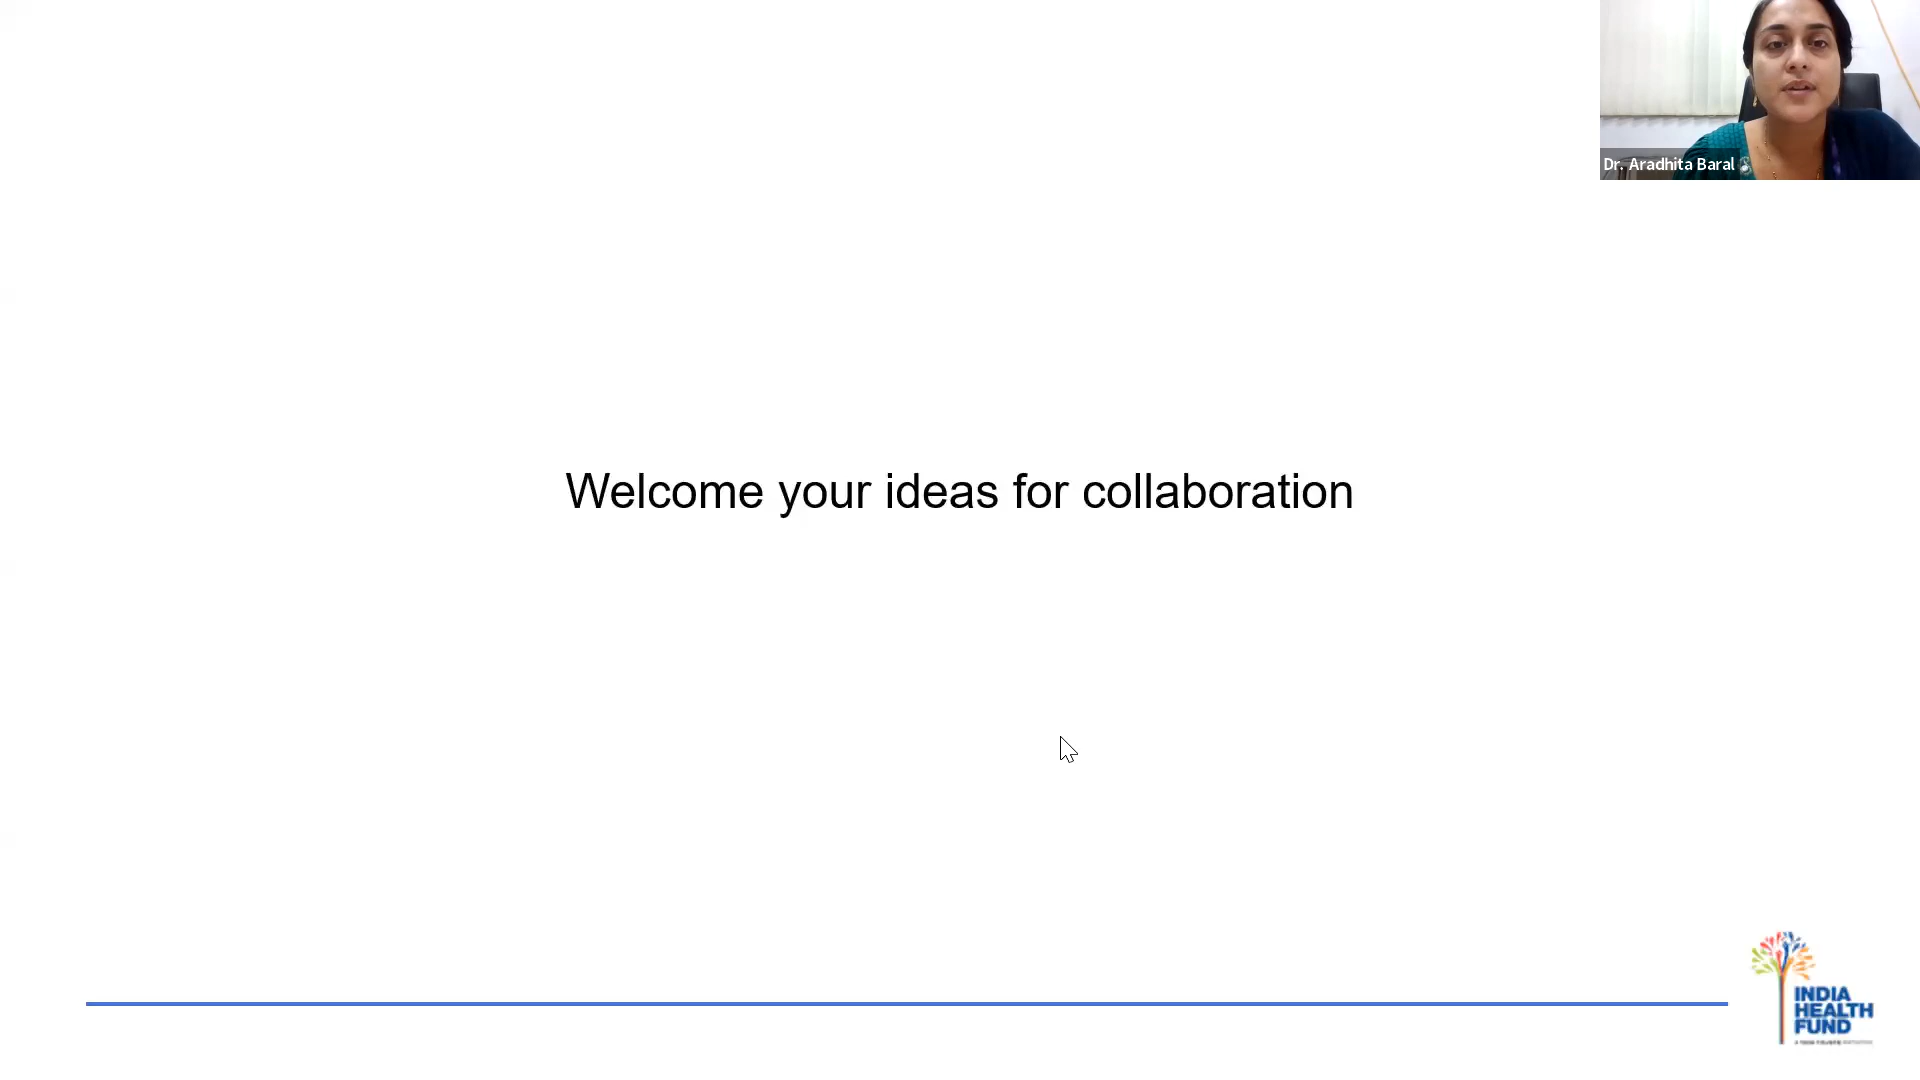 Dr. Aradhita Baral
Welcome your ideas for collaboration
INDIA
HEALTH
FUND